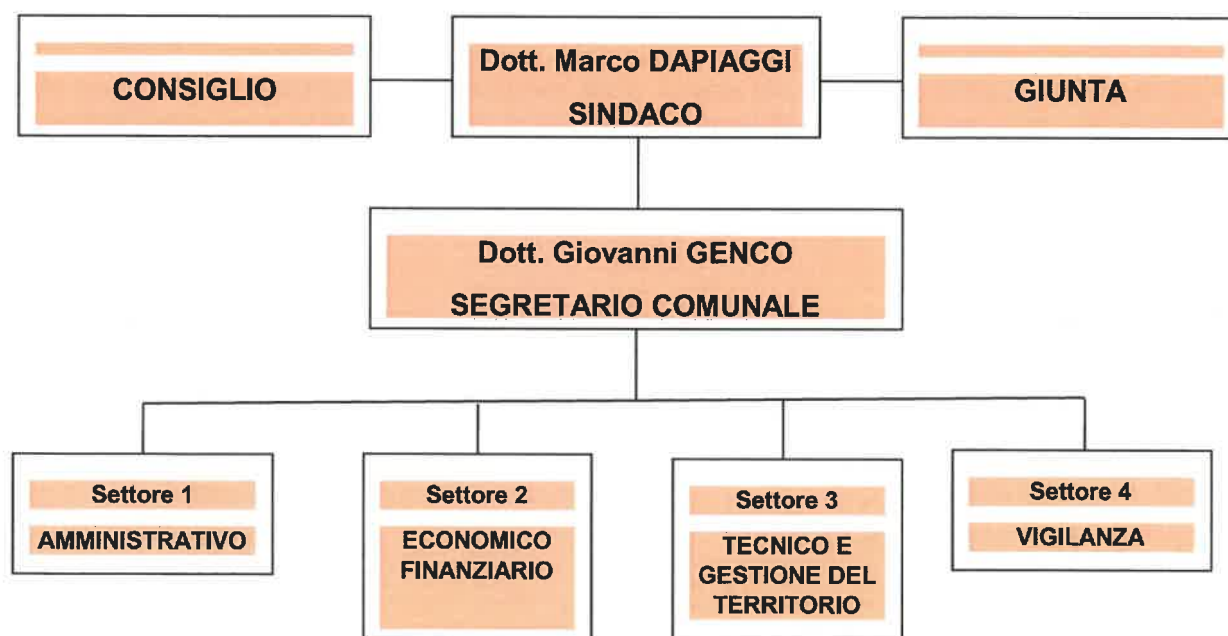 CONSIGLIO
Dott. Marco DAPIAGGI
SINDACO
GIUNTA
Dott. Giovanni GENCO
SEGRETARIO COMUNALE
Settore 1
AMMINISTRATIVO
Settore 2
ECONOMICO
FINANZIARIO
Settore 3
TECNICO E
GESTIONE DEL
TERRITORIO
Settore 4
VIGILANZA